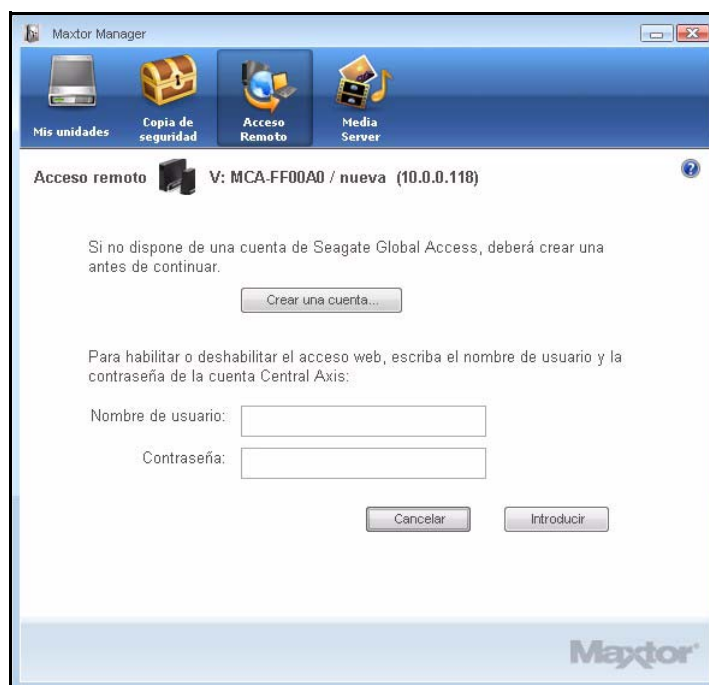 Maxtor Manager
Mis unidades
Copia de
seguridad
Acceso
Remoto
Media
Server
Acceso remoto V: MCA-FF00A0 / nueva (10.0.0.118)
?
Si no dispone de una cuenta de Seagate Global Access, deberá crear una
antes de continuar.
Crear una cuenta...
Para habilitar o deshabilitar el acceso web, escriba el nombre de usuario y la
contraseña de la cuenta Central Axis:
Nombre de usuario:
Contraseña:
Cancelar
Introducir
Maxtor